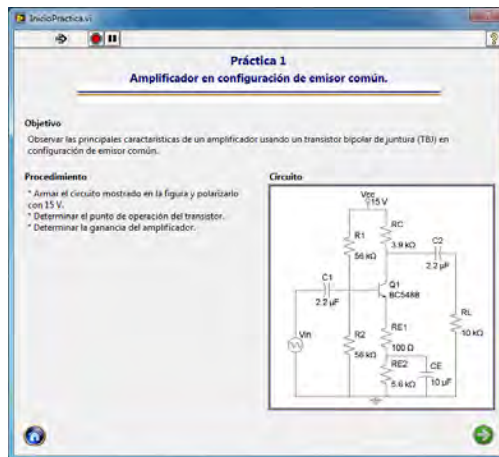 InicioPractica.vi
Práctica 1
Amplificador en configuración de emisor común.
Objetivo
Observar las principales características de un amplificador usando un transistor bipolar de juntura (TBJ) en
configuración de emisor común.
Procedimiento
* Armar el circuito mostrado en la figura y polarizarlo
con 15 V.
* Determinar el punto de operación del transistor.
* Determinar la ganancia del amplificador.
Circuito
Vcc
15 V
RC
3.9 kΩ
R1
56 kΩ
C2
2.2 µF
C1
2.2 µF
Q1
BC548B
RL
10 kΩ
Vin
R2
56 kΩ
RE1
100 Ω
RE2
5.6 kΩ
CE
10 µF